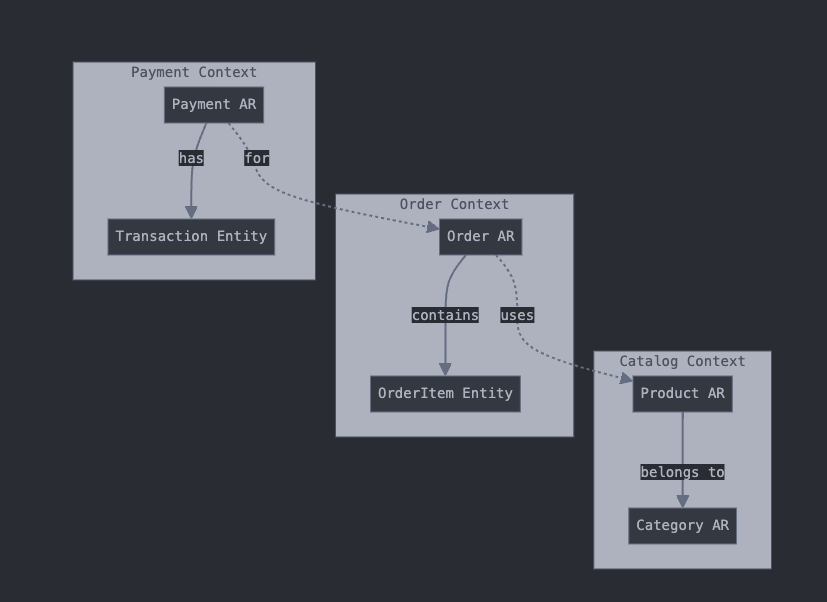 Payment Context
Payment AR
has
for
Transaction Entity
Order Context
Order AR
contains
uses
OrderItem Entity
Catalog Context
Product AR
belongs to
Category AR